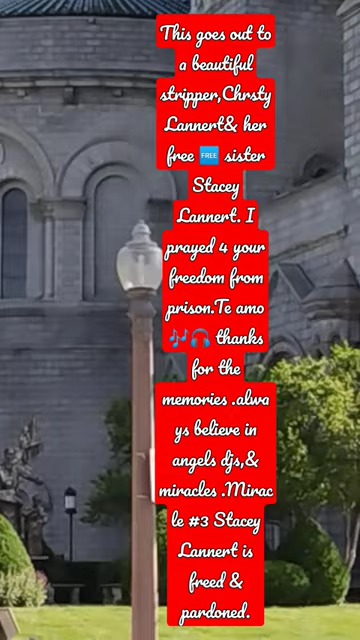 This goes out to
a beautiful
stripper,Chrsty
Lannert& her
free 🆓 sister
Stacey
Lannert. I
prayed 4 your
freedom from
prison.Te amo
🎶🎧 thanks
for the
memories .alwa
ys believe in
angels djs,&
miracles .Mirac
le #3 Stacey
Lannert is
freed &
pardoned.